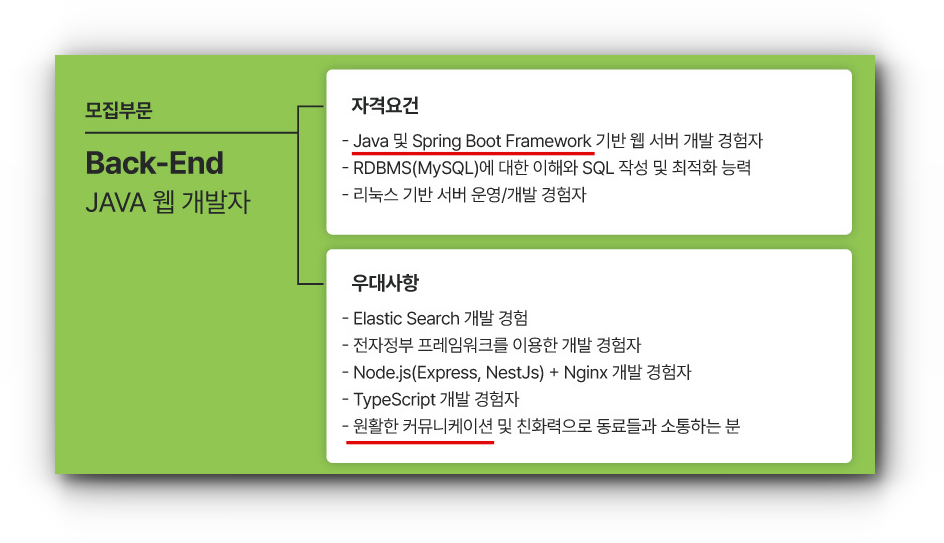 모집부문
Back-End
JAVA 웹 개발자
자격요건
- Java 및 Spring Boot Framework 기반 웹 서버 개발 경험자
- RDBMS(MySQL)에 대한 이해와 SQL 작성 및 최적화 능력
- 리눅스 기반 서버 운영/개발 경험자
우대사항
- Elastic Search 개발 경험
- 전자정부 프레임워크를 이용한 개발 경험자
- Node.js(Express, NestJs) + Nginx 개발 경험자
- TypeScript 개발 경험자
- 원활한 커뮤니케이션 및 친화력으로 동료들과 소통하는 분